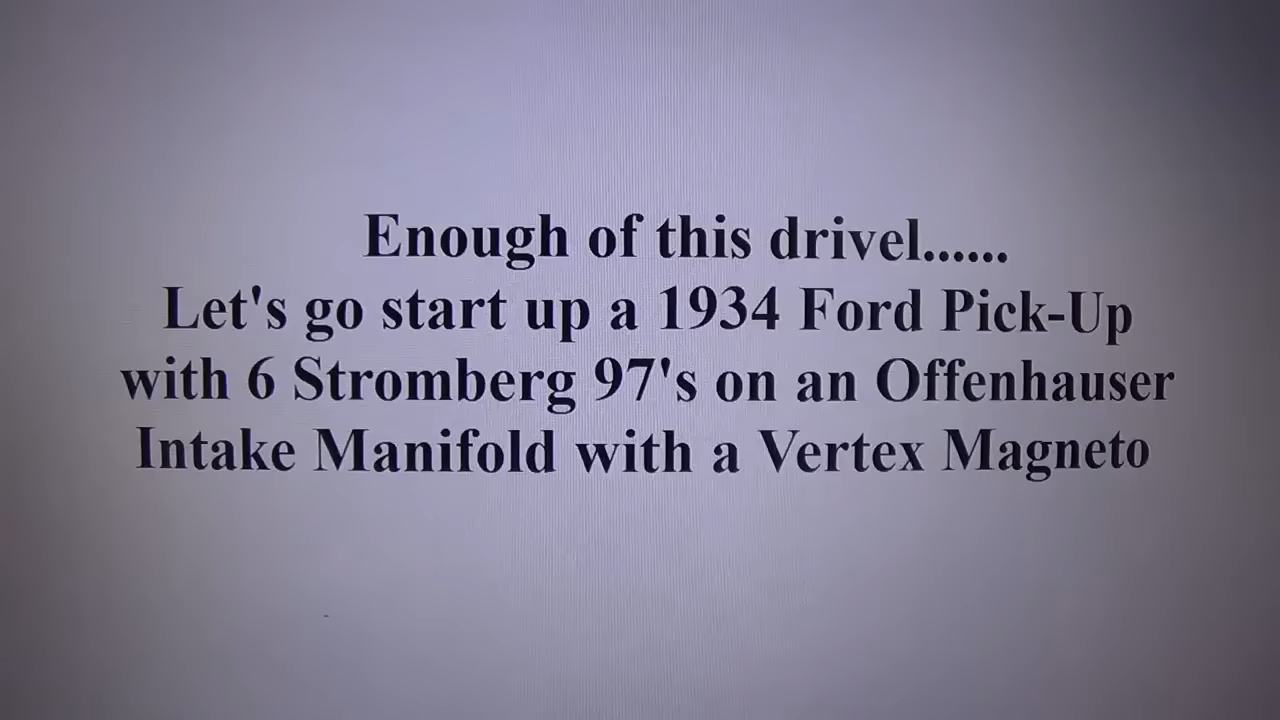 Enough of this drivel......
Let's go start up a 1934 Ford Pick-Up
with 6 Stromberg 97's on an Offenhauser
Intake Manifold with a Vertex Magneto